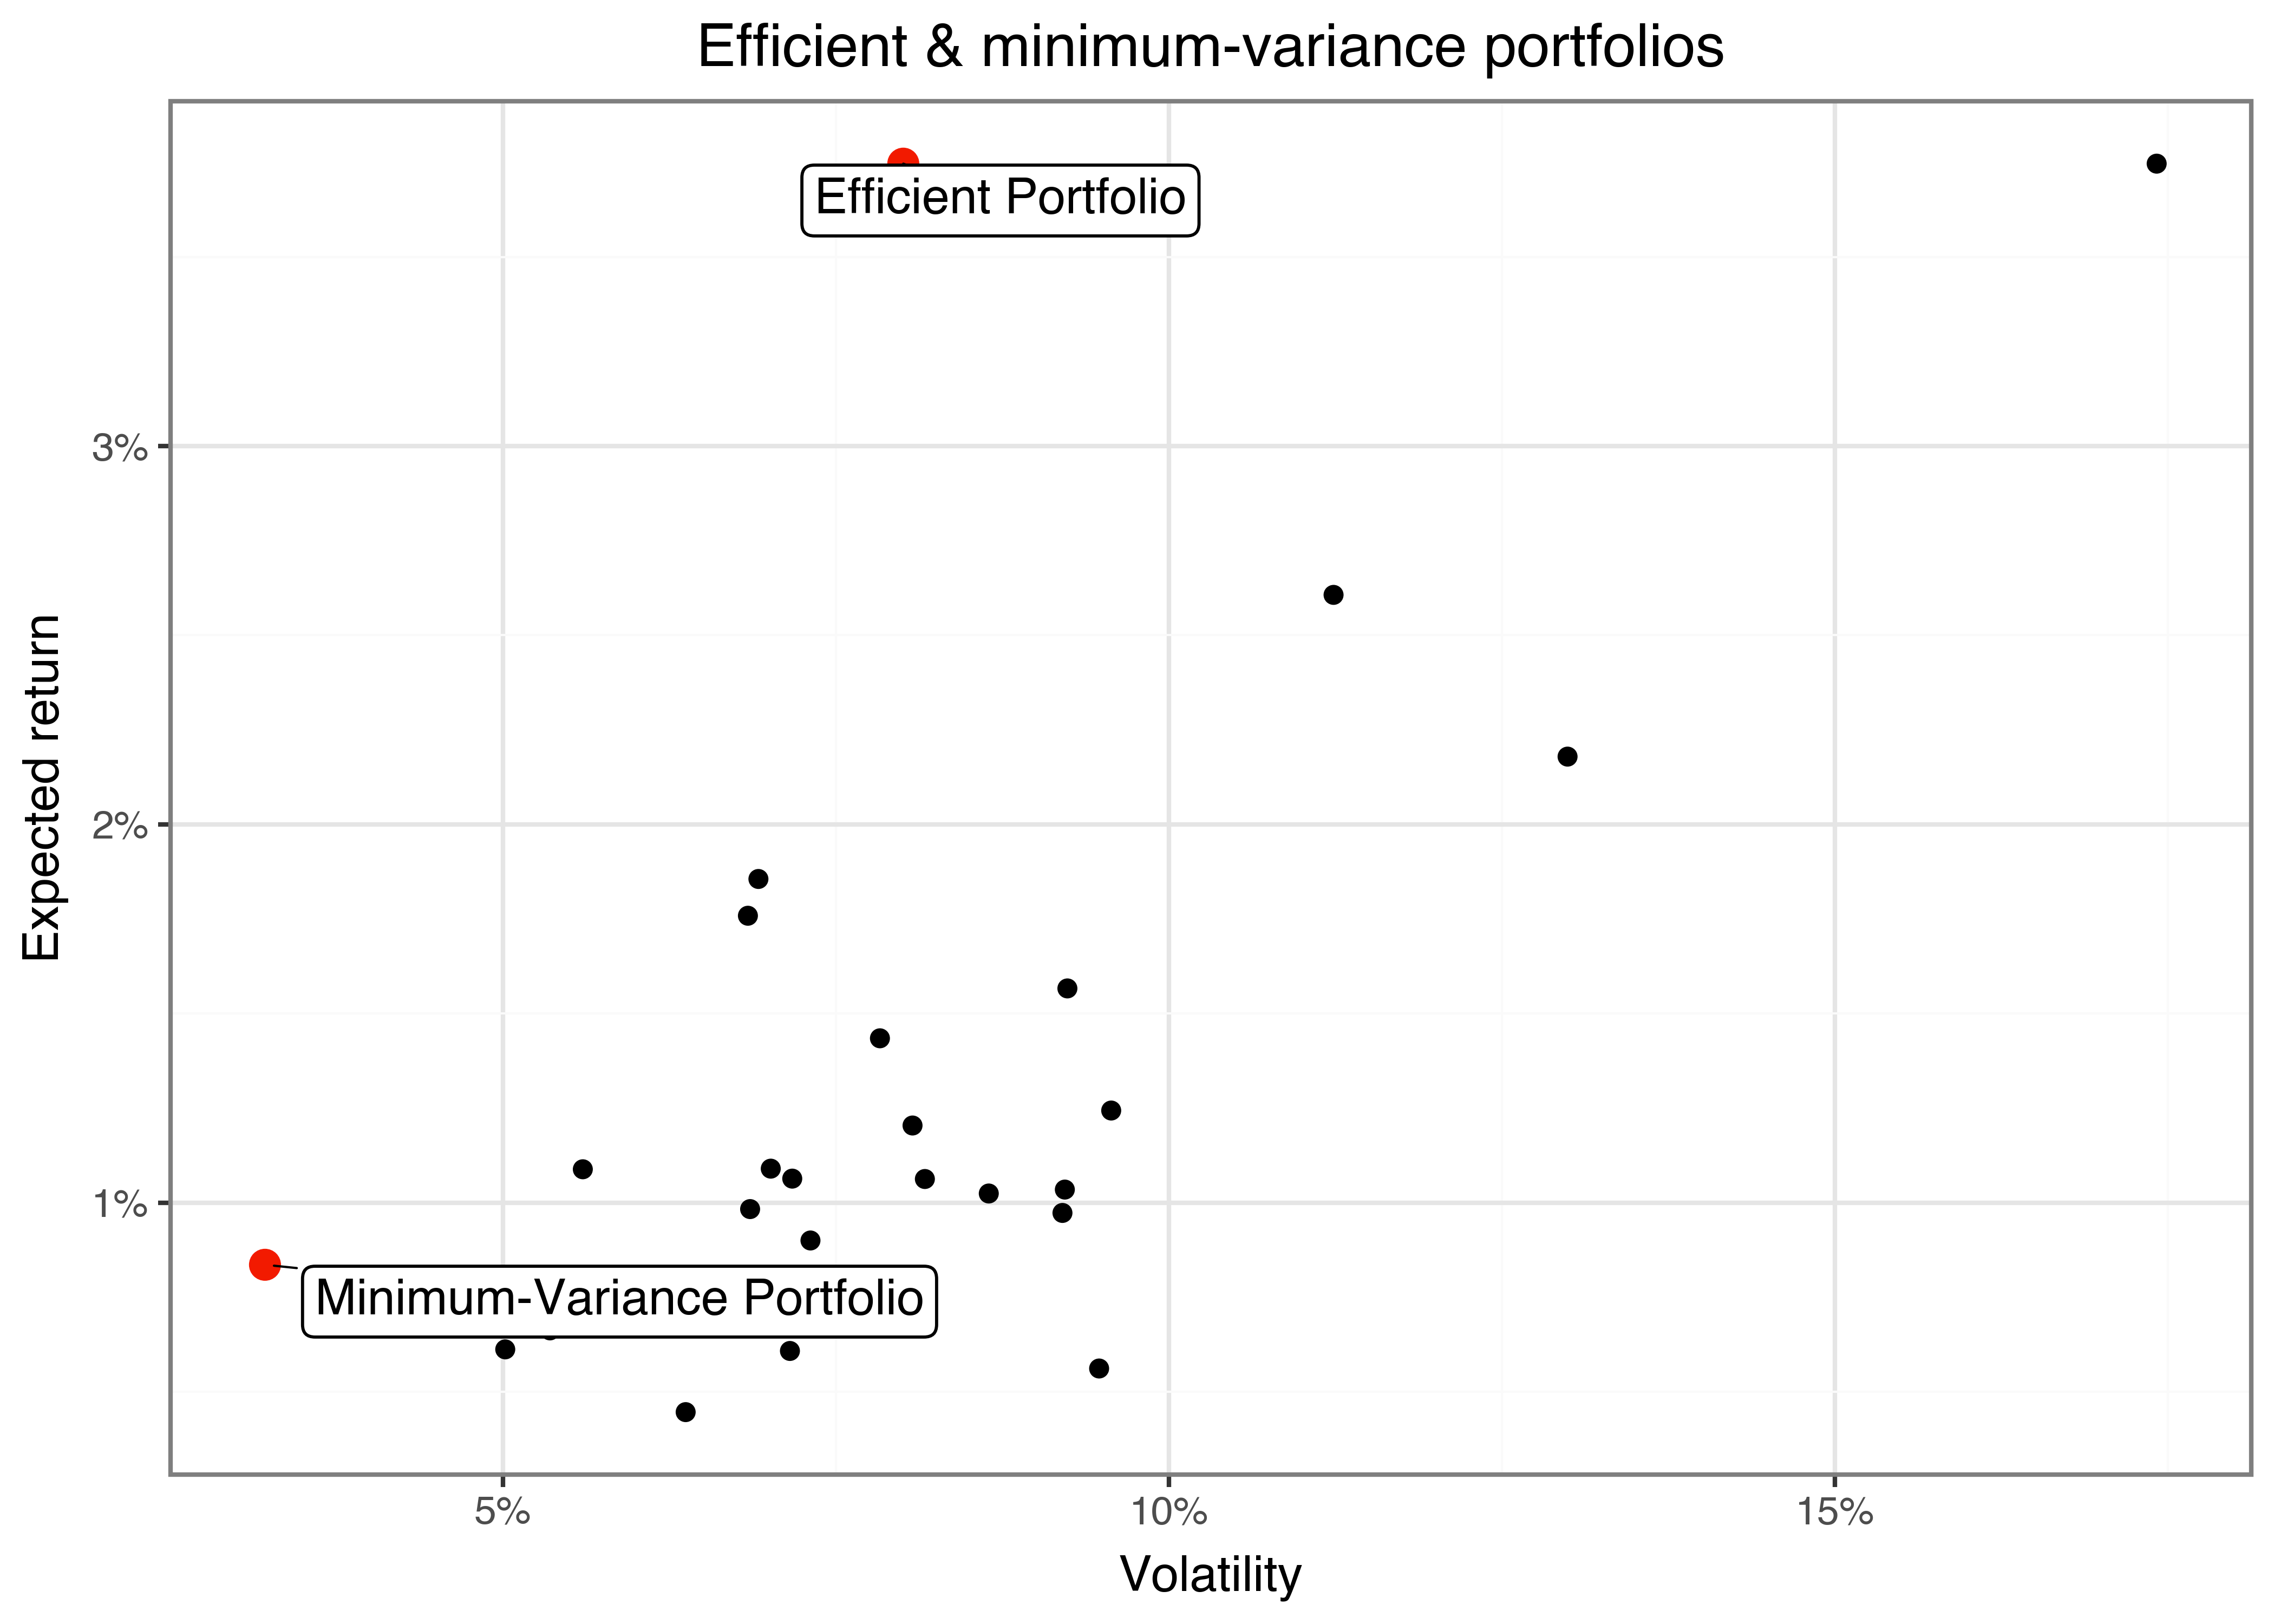 Efficient & minimum-variance portfolios
Efficient Portfolio
3%
Expected return
2%
1%
Minimum-Variance Portfolio
5%
10%
15%
Volatility